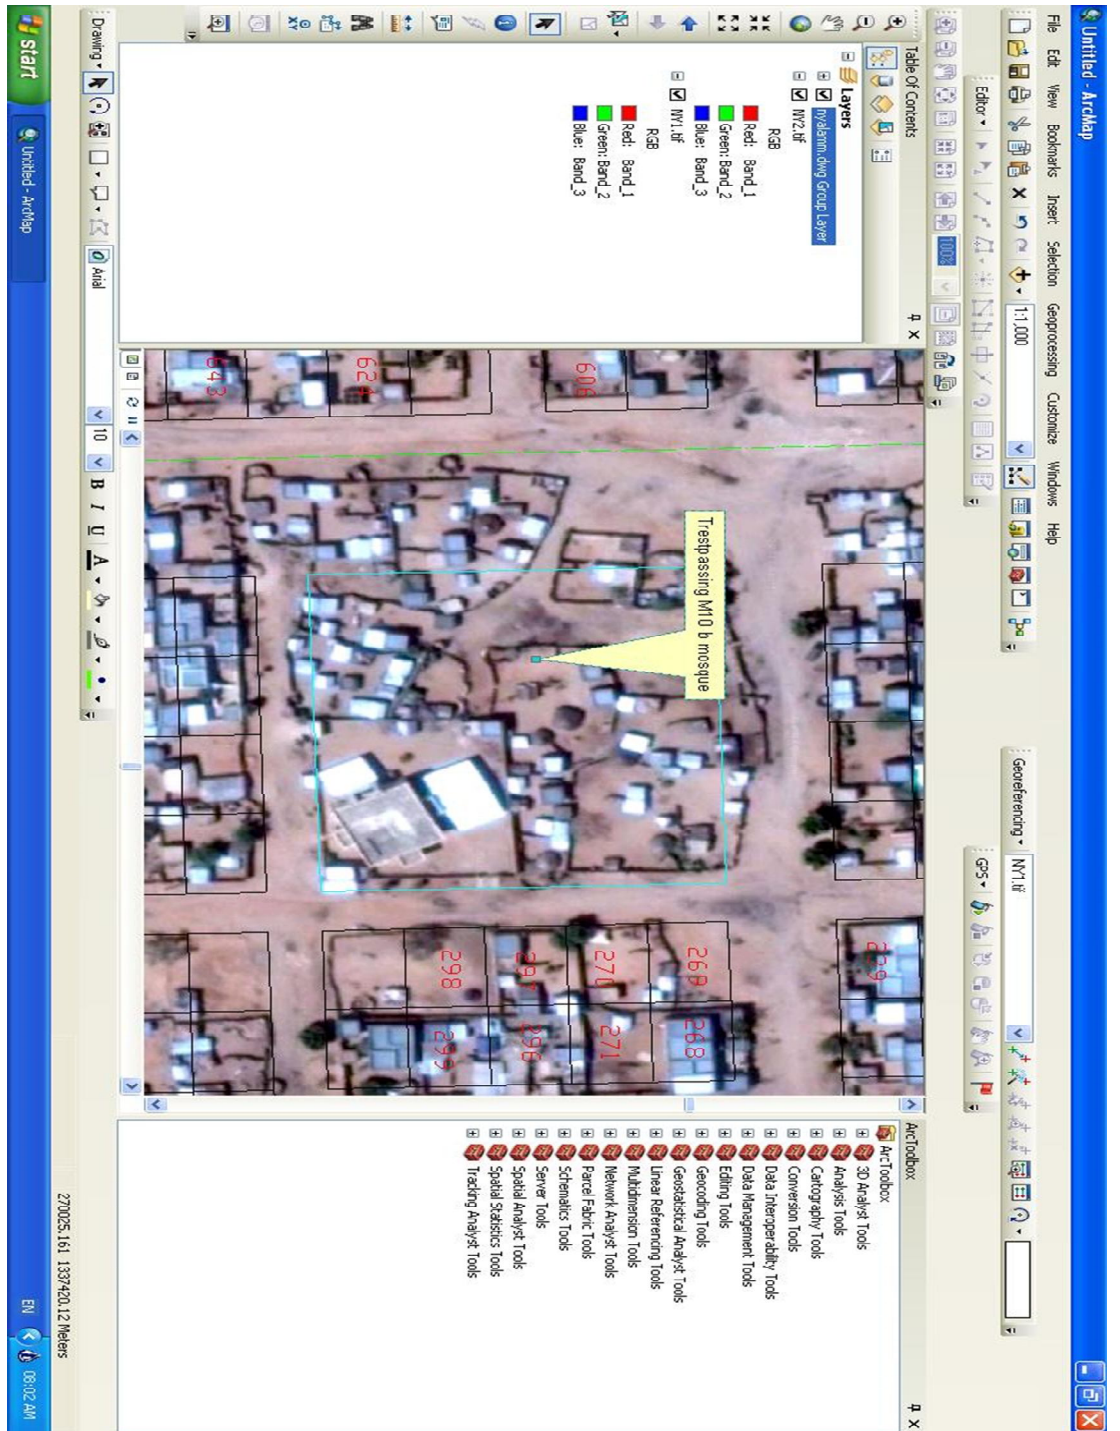 Untitled - ArcMap
File Edit View Bookmarks Insert Selection Geoprocessing Customize Windows Help
1:1,000
Georeferencing
NY1.tif
Editor
GPS
100%
Table Of Contents
Layers
nyalamm.dwg Group Layer
NY2.tif
RGB
Red: Band_1
Green: Band_2
Blue: Band_3
NY1.tif
RGB
Red: Band_1
Green: Band_2
Blue: Band_3
229
606
Trestpassing M10 b mosque
269 268
270 271
297 296
298 299
624
643
ArcToolbox
ArcToolbox
3D Analyst Tools
Analysis Tools
Cartography Tools
Conversion Tools
Data Interoperability Tools
Data Management Tools
Editing Tools
Geocoding Tools
Geostatistical Analyst Tools
Linear Referencing Tools
Multidimension Tools
Network Analyst Tools
Parcel Fabric Tools
Schematics Tools
Server Tools
Spatial Analyst Tools
Spatial Statistics Tools
Tracking Analyst Tools
Drawing
Arial
10
B I U A
270025.161 1337420.12 Meters
start
Untitled - ArcMap
EN
08:02 AM